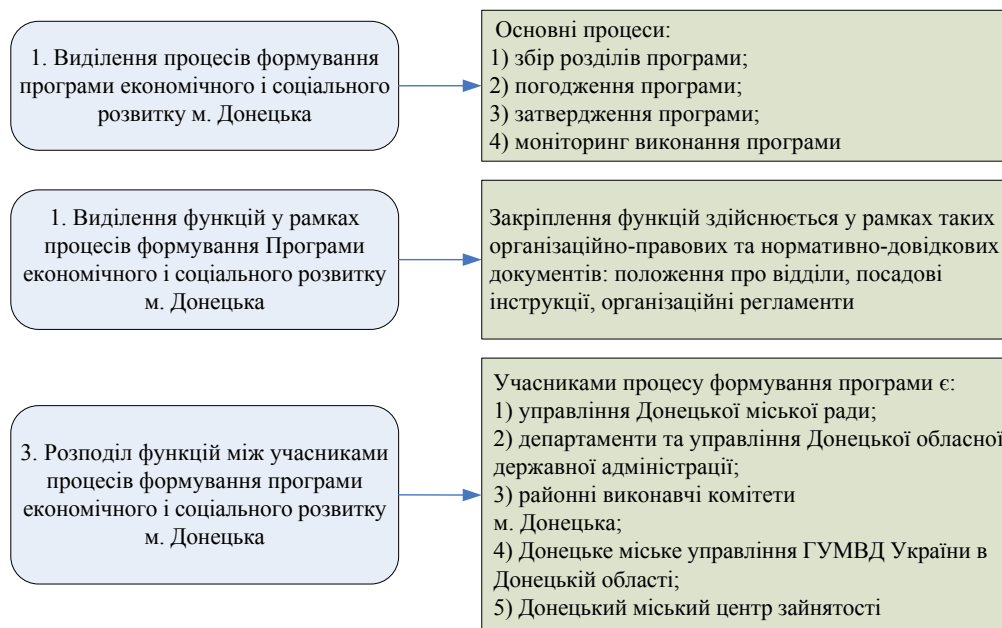 1. Виділення процесів формування
програми економічного і соціального
розвитку м. Донецька
Основні процеси:
1) збір розділів програми;
2) погодження програми;
3) затвердження програми;
4) моніторинг виконання програми
1. Виділення функцій у рамках
процесів формування Програми
економічного і соціального розвитку
м. Донецька
Закріплення функцій здійснюється у рамках таких
організаційно-правових та нормативно-довідкових
документів: положення про відділи, посадові
інструкції, організаційні регламенти
3. Розподіл функцій між учасниками
процесів формування програми
економічного і соціального розвитку
м. Донецька
Учасниками процесу формування програми є:
1) управління Донецької міської ради;
2) департаменти та управління Донецької обласної
державної адміністрації;
3) районні виконавчі комітети
м. Донецька;
4) Донецьке міське управління ГУМВД України в
Донецькій області;
5) Донецький міський центр зайнятості